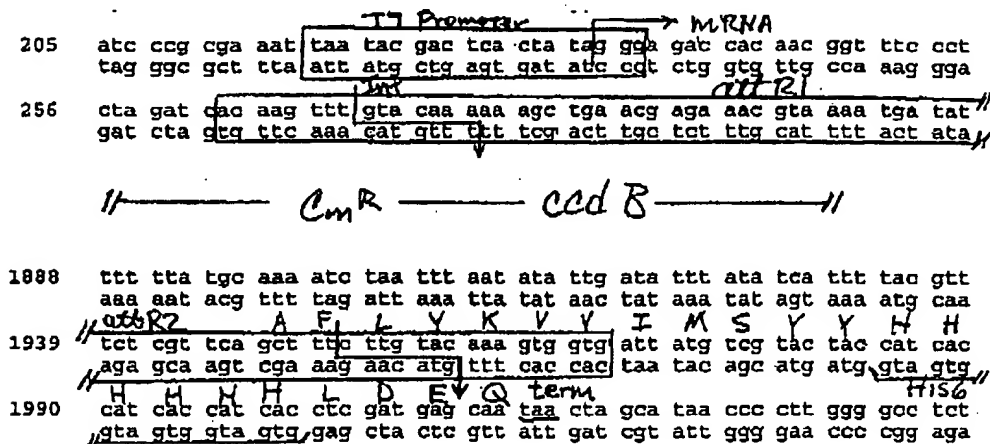 T7 Promoter mRNA
205 atc ccg cga aat taa tac gac tca cta tag gga gac cac aac ggt ttc cct
tag ggc gct tta att atg ctg agt gat atc cct ctg gtg ttg cca aag gga
Int attR1
256 cta gat cac aag ttt gta caa aaa agc tga acg aga aac gta aaa tga tat
gat cta gtg ttc aaa cat gtt ttt tcg act tgc tct ttg cat ttt act ata
CmR ccdB
1888 ttt tta tgc aaa atc taa ttt aat ata ttg ata ttt ata tca ttt tac gtt
aaa aat acg ttt tag att aaa tta tat aac tat aaa tat agt aaa atg caa
attR2 A F L Y K V V I M S Y Y H H
1939 tct cgt tca gct ttc ttg tac aaa gtg gtg att atg tcg tac tac cat cac
aga gca agt cga aag aac atg ttt cac cac taa tac agc atg atg gta gtg
H H H H L D E Q term His6
1990 cat cac cat cac ctc gat gag caa taa cta gca taa ccc ctt ggg gcc tct
gta gtg gta gtg gag cta ctc gtt att gat cgt att ggg gaa ccc cgg aga